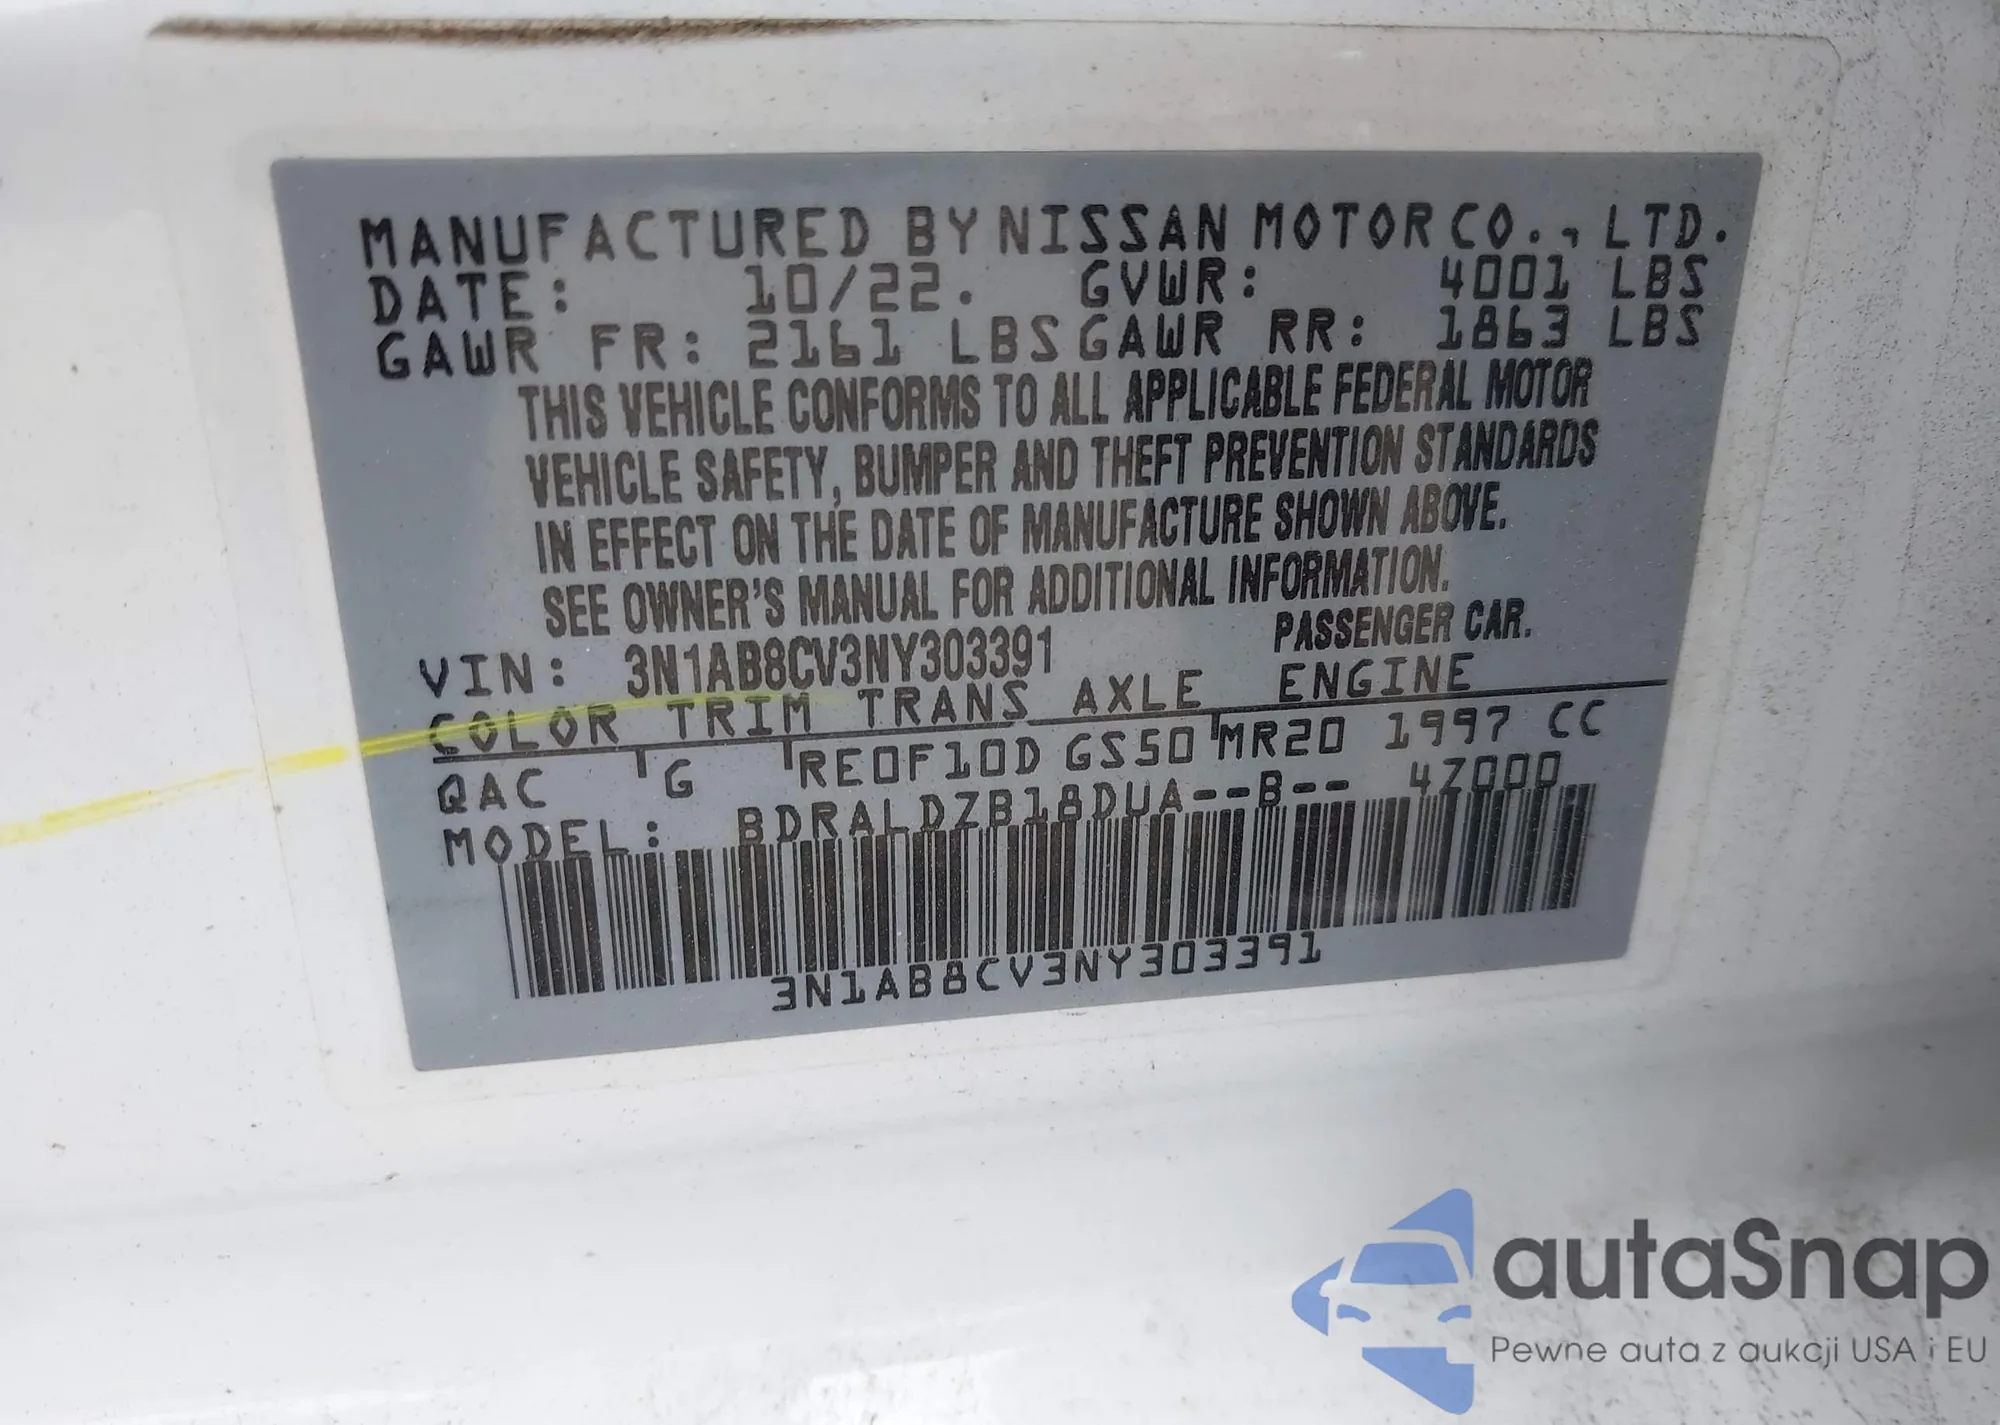 MANUFACTURED BY NISSAN MOTOR CO., LTD.
DATE: 10/22. GVWR: 4001 LBS
GAWR FR: 2161 LBS GAWR RR: 1863 LBS
THIS VEHICLE CONFORMS TO ALL APPLICABLE FEDERAL MOTOR
VEHICLE SAFETY, BUMPER AND THEFT PREVENTION STANDARDS
IN EFFECT ON THE DATE OF MANUFACTURE SHOWN ABOVE.
SEE OWNER'S MANUAL FOR ADDITIONAL INFORMATION.
PASSENGER CAR.
VIN: 3N1AB8CV3NY303391
COLOR TRIM TRANS AXLE ENGINE
QAC G RE0F10D GS50 MR20 1997 CC
MODEL: BDRALDZB18DUA--B-- 4Z000
3N1AB8CV3NY303391
autaSnap
Pewne auta z aukcji USA i EU